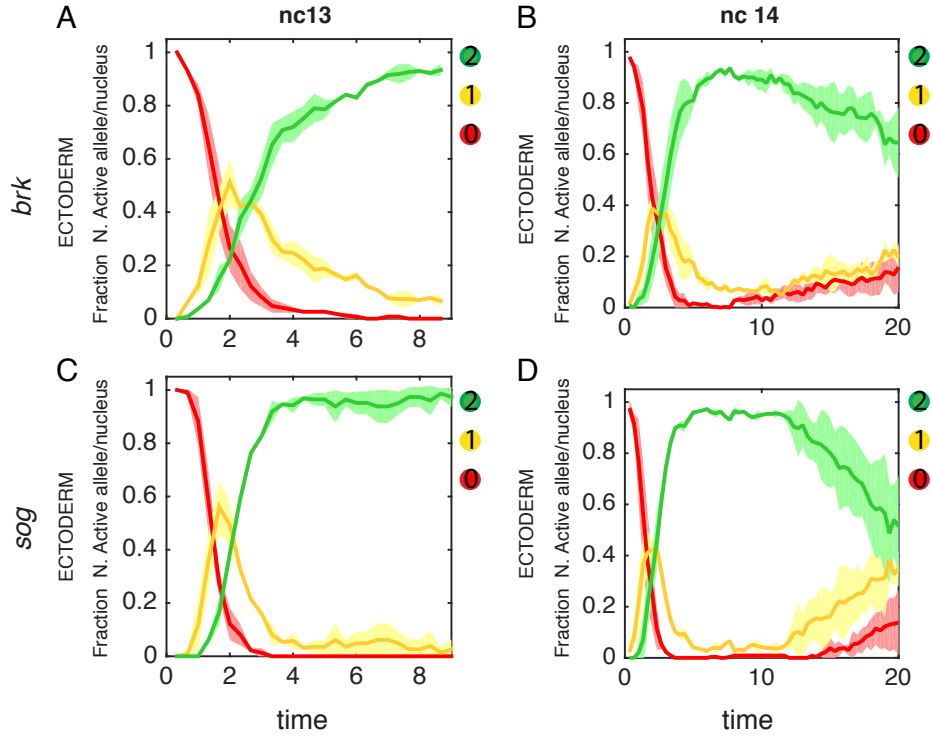 A
nc13
B
nc 14
brk
ECTODERM
Fraction N. Active allele/nucleus
1
0.8
0.6
0.4
0.2
0
0 2 4 6 8
2
1
0
ECTODERM
Fraction N. Active allele/nucleus
1
0.8
0.6
0.4
0.2
0
0 10 20
2
1
0
C
D
sog
ECTODERM
Fraction N. Active allele/nucleus
1
0.8
0.6
0.4
0.2
0
0 2 4 6 8
time
2
1
0
ECTODERM
Fraction N. Active allele/nucleus
1
0.8
0.6
0.4
0.2
0
0 10 20
time
2
1
0